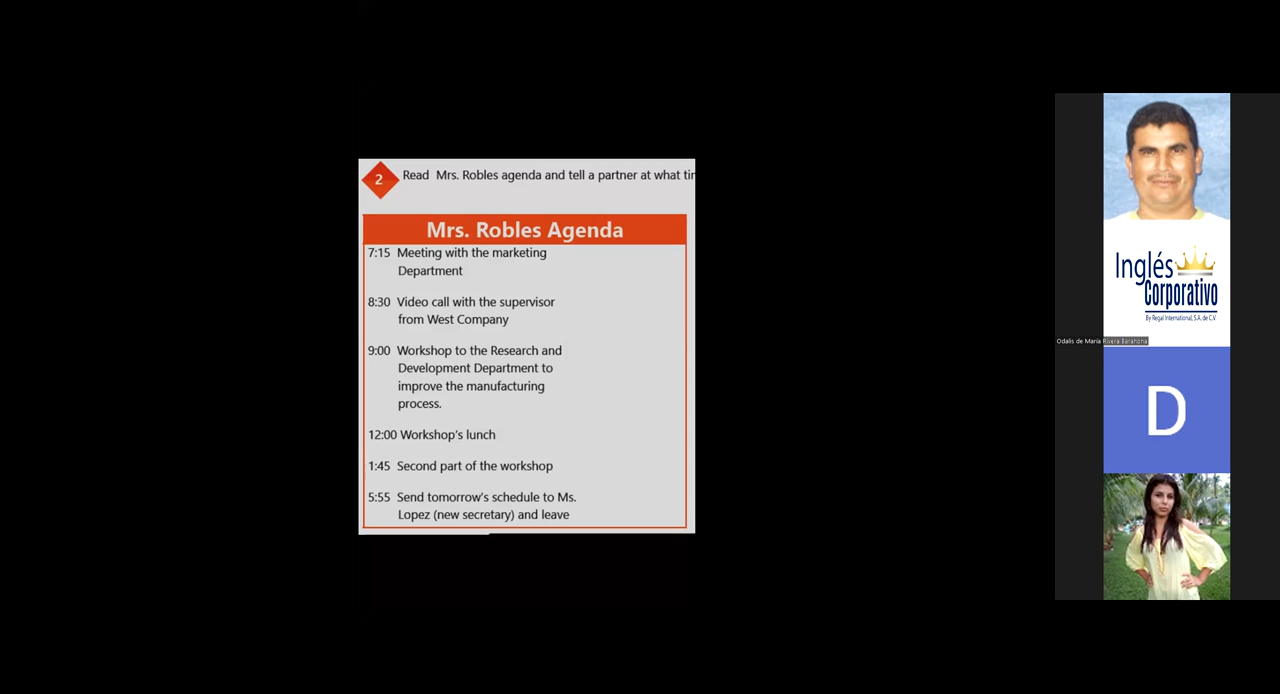 2 Read Mrs. Robles agenda and tell a partner at what
Mrs. Robles Agenda
7:15 Meeting with the marketing
Department
8:30 Video call with the supervisor
from West Company
9:00 Workshop to the Research and
Development Department to
improve the manufacturing
process.
12:00 Workshop's lunch
1:45 Second part of the workshop
5:55 Send tomorrow's schedule to Ms.
Lopez (new secretary) and leave
Inglés
Corporativo
By Regal International, S.A. de C.V.
Odalis de María Rivera Barahona
D